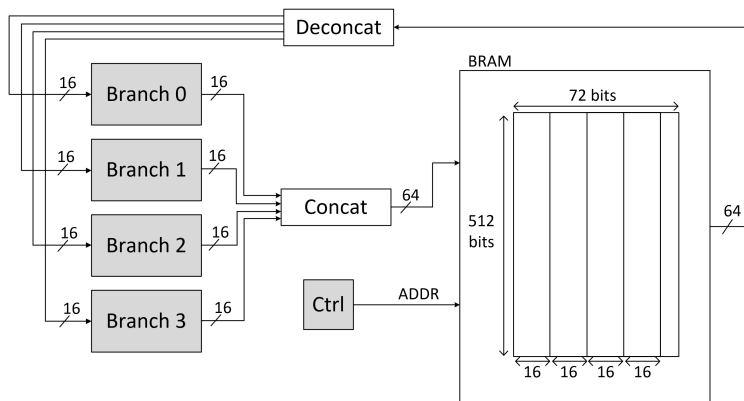 Deconcat
BRAM
16
Branch 0
16
72 bits
16
Branch 1
16
Concat
64
512
bits
64
16
Branch 2
16
16
Branch 3
16
Ctrl
ADDR
16
16
16
16